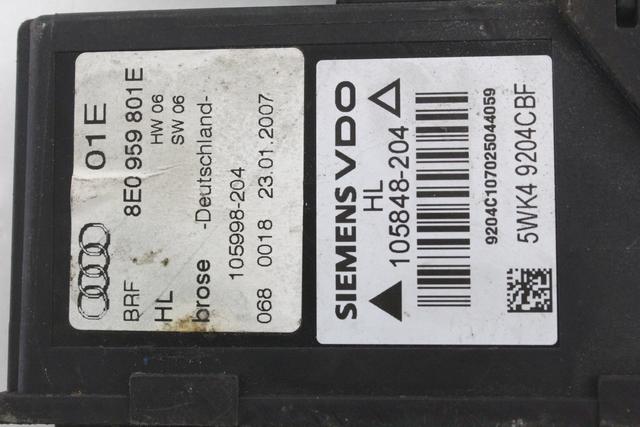 01E
BRF 8E0 959 801E
HL HW 06
SW 06
brose -Deutschland-
105998-204
068 0018 23.01.2007
SIEMENS VDO
HL
105848-204
9204C107025044059
5WK4 9204CBF